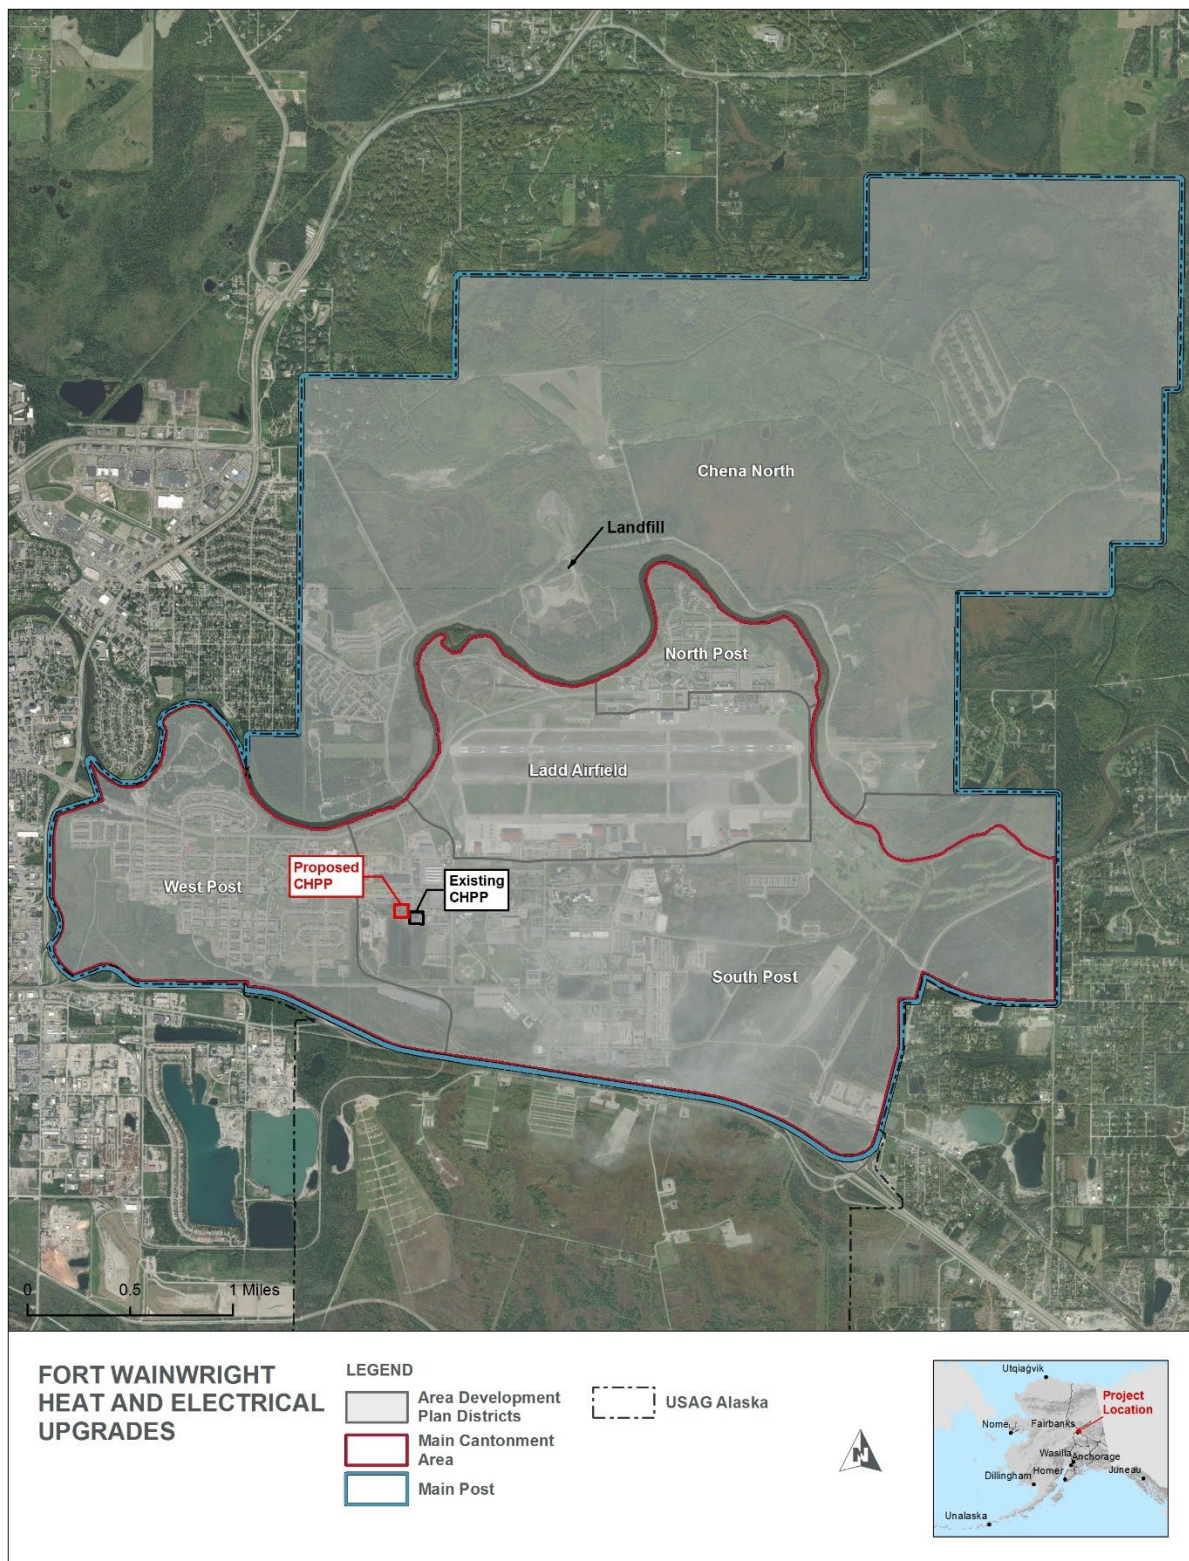 Chena North
Landfill
North Post
Ladd Airfield
Proposed
CHPP
Existing
CHPP
West Post
South Post
0
0.5
1 Miles
FORT WAINWRIGHT
HEAT AND ELECTRICAL
UPGRADES
LEGEND
Area Development
Plan Districts
Main Cantonment
Area
Main Post
USAG Alaska
N
Utqiaġvik
Project
Location
Nome
Fairbanks
Wasilla
Anchorage
Dillingham
Homer
Juneau
Unalaska